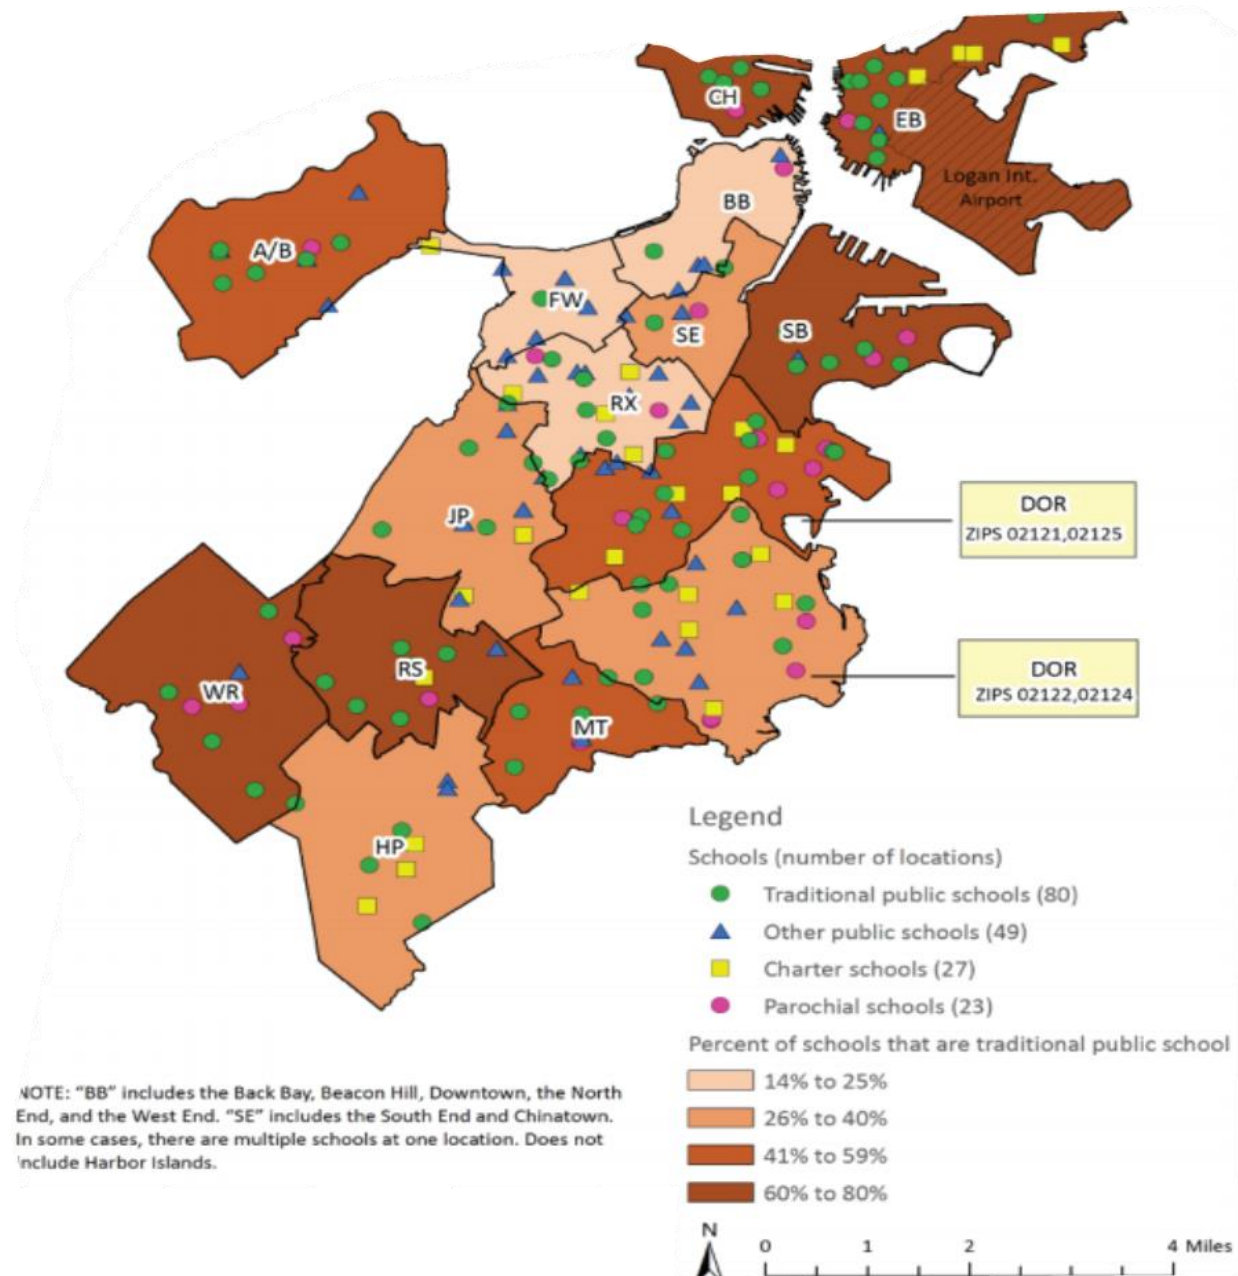 CH
EB
Logan Int.
Airport
BB
A/B
FW
SE
SB
RX
DOR
ZIPS 02121,02125
JP
DOR
ZIPS 02122,02124
RS
WR
MT
HP
Legend
Schools (number of locations)
Traditional public schools (80)
Other public schools (49)
Charter schools (27)
Parochial schools (23)
Percent of schools that are traditional public school
14% to 25%
26% to 40%
41% to 59%
60% to 80%
NOTE: “BB” includes the Back Bay, Beacon Hill, Downtown, the North
End, and the West End. “SE” includes the South End and Chinatown.
In some cases, there are multiple schools at one location. Does not
include Harbor Islands.
N
0 1 2 4 Miles